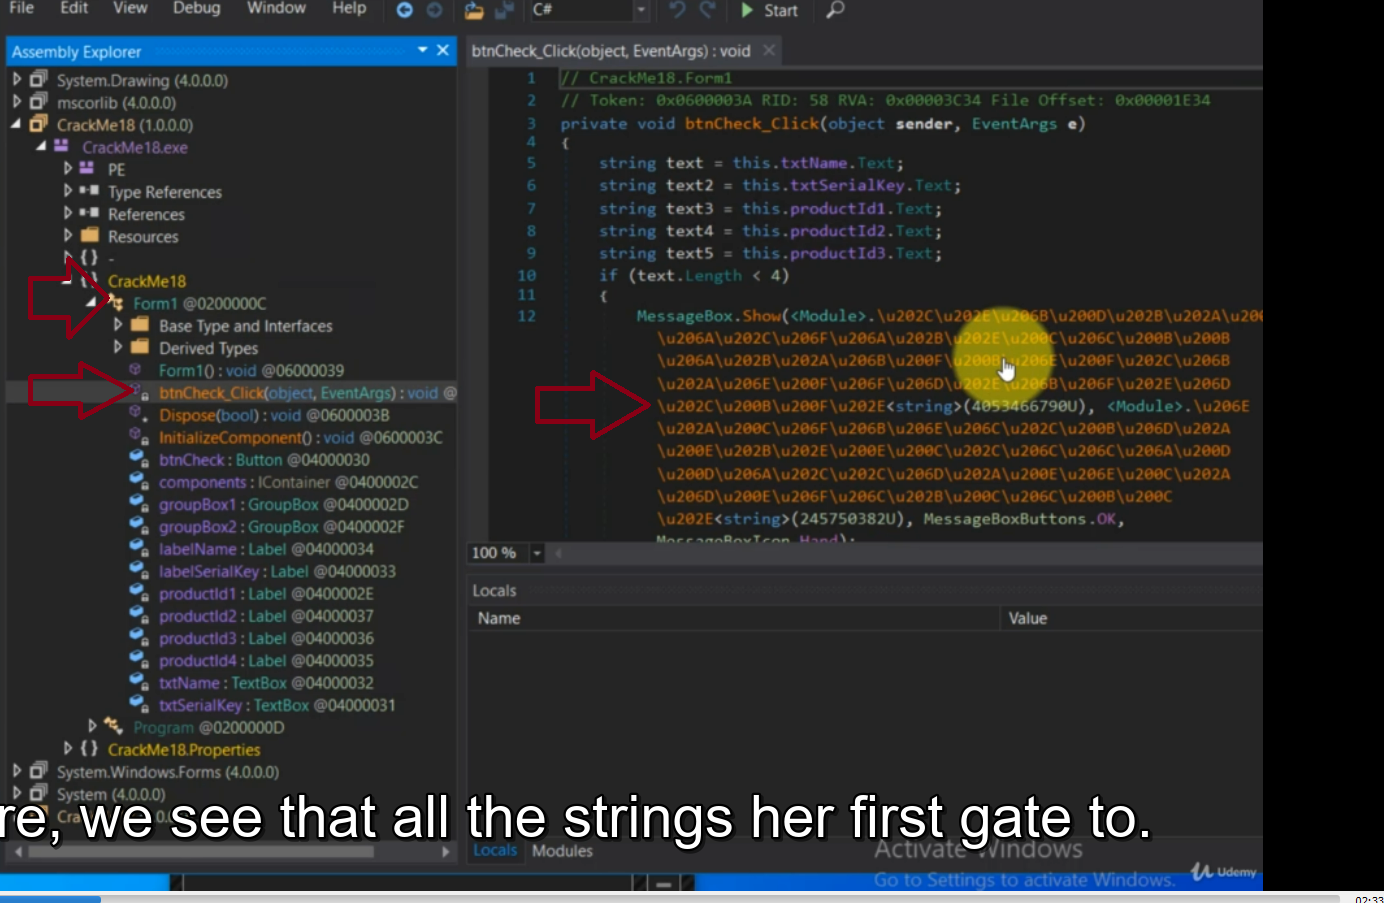 File Edit View Debug Window Help C# Start
Assembly Explorer
System.Drawing (4.0.0.0)
mscorlib (4.0.0.0)
CrackMe18 (1.0.0.0)
CrackMe18.exe
PE
Type References
References
Resources
{ } -
{ } CrackMe18
Form1 @0200000C
Base Type and Interfaces
Derived Types
Form1() : void @06000039
btnCheck_Click(object, EventArgs) : void @
Dispose(bool) : void @0600003B
InitializeComponent() : void @0600003C
btnCheck : Button @04000030
components : IContainer @0400002C
groupBox1 : GroupBox @0400002D
groupBox2 : GroupBox @0400002F
labelName : Label @04000034
labelSerialKey : Label @04000033
productId1 : Label @0400002E
productId2 : Label @04000037
productId3 : Label @04000036
productId4 : Label @04000035
txtName : TextBox @04000032
txtSerialKey : TextBox @04000031
Program @0200000D
{ } CrackMe18.Properties
System.Windows.Forms (4.0.0.0)
System (4.0.0.0)
btnCheck_Click(object, EventArgs) : void
1 // CrackMe18.Form1
2 // Token: 0x0600003A RID: 58 RVA: 0x00003C34 File Offset: 0x00001E34
3 private void btnCheck_Click(object sender, EventArgs e)
4 {
5 string text = this.txtName.Text;
6 string text2 = this.txtSerialKey.Text;
7 string text3 = this.productId1.Text;
8 string text4 = this.productId2.Text;
9 string text5 = this.productId3.Text;
10 if (text.Length < 4)
11 {
12 MessageBox.Show(<Module>.\u202C\u202E\u206B\u200D\u202B\u202A\u200
\u206A\u202C\u206F\u206A\u202B\u202E\u200C\u206C\u200B\u200B
\u206A\u202B\u202A\u206B\u200F\u200B\u206E\u200F\u202C\u206B
\u202A\u206E\u200F\u206F\u206D\u202E\u206B\u206F\u202E\u206D
\u202C\u200B\u200F\u202E<string>(4053466790U), <Module>.\u206E
\u202A\u200C\u206F\u206B\u206E\u206C\u202C\u200B\u206D\u202A
\u200E\u202B\u202E\u200E\u200C\u202C\u206C\u206A\u200D
\u200D\u206A\u202C\u202C\u206D\u202A\u200E\u206E\u200C\u202A
\u206D\u200E\u206F\u206C\u202B\u200C\u206C\u200B\u200C
\u202E<string>(245750382U), MessageBoxButtons.OK,
MessageBoxIcon.Hand);
100 %
Locals
Name Value
re, we see that all the strings her first gate to.
Locals Modules
Activate Windows
Go to Settings to activate Windows.
Udemy
02:33